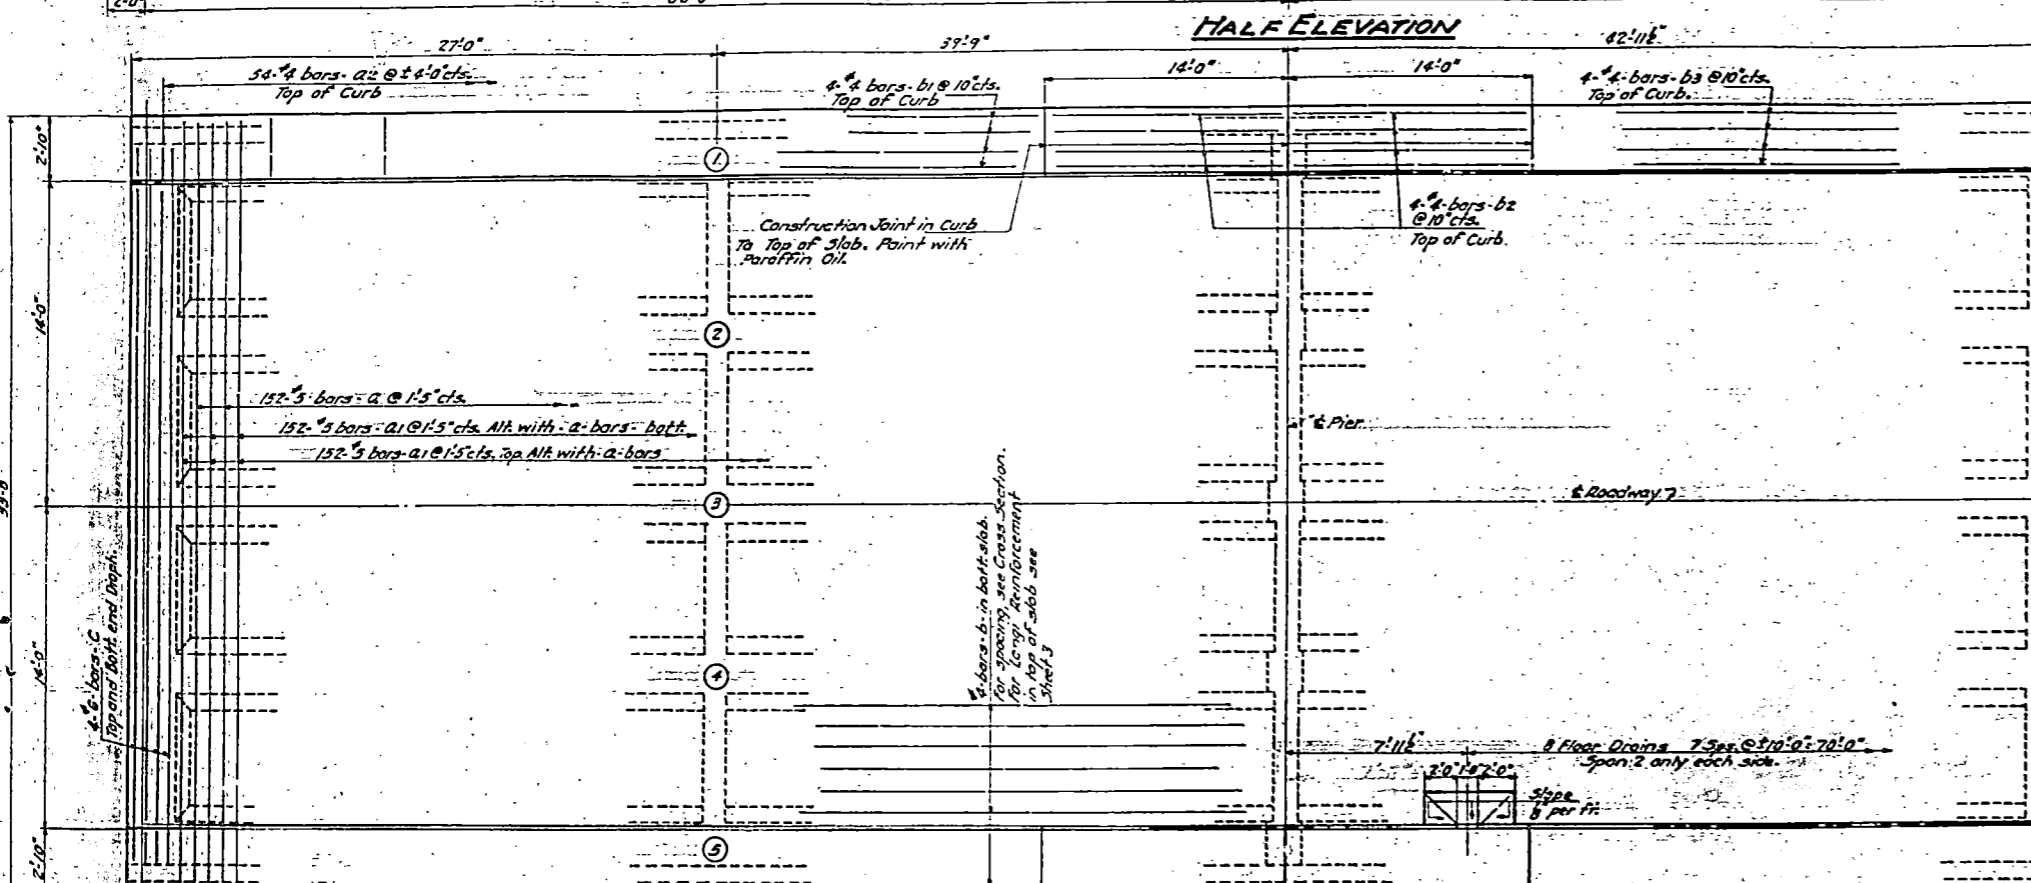 2'-0"
HALF ELEVATION
27'-0"
39'-9"
42'-11½"
54-#4 bars-a2 @ ±4'-0"cts.
Top of Curb
4-#4 bars-b1 @ 10"cts.
Top of Curb
14'-0"
14'-0"
4-#4-bars-b3 @ 10"cts.
Top of Curb.
2'-10"
1
Construction Joint in Curb
To Top of Slab. Paint with
Paraffin Oil.
4-#4-bars-b2
@ 10"cts.
Top of Curb.
14'-0"
2
152-#5 bars-a @ 1'-5"cts.
152-#5 bars-a1 @ 1'-5"cts. Alt. with-a-bars-bott.
152-#5 bars-a1 @ 1'-5"cts. Top Alt. with-a-bars
℄ Pier
3
℄ Roadway
#4-bars-b-in bott. slab.
For spacing, see Cross Section.
For Longi. Reinforcement
in top of slab see
Sheet 3
14'-0"
4-#6-bars-C
Top and Bott. end Diaph.
4
7'-11½"
8 Floor Drains 7 Sps. @ ±10'-0"=70'-0"
Span 2 only each side.
2'-0" 1'-0" 2'-0"
Slope
⅛" per ft.
2'-10"
5